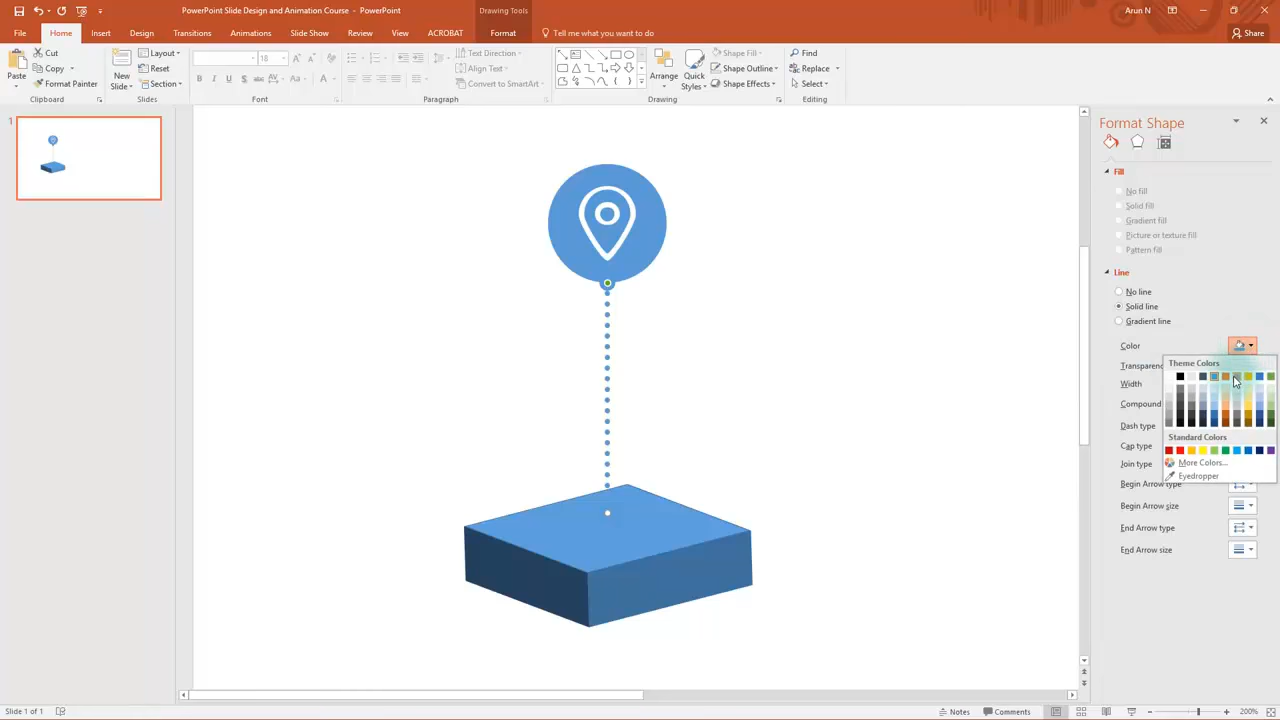 PowerPoint Slide Design and Animation Course - PowerPoint
Drawing Tools
Arun N
File Home Insert Design Transitions Animations Slide Show Review View ACROBAT Format Tell me what you want to do
Share
Paste
Cut
Copy
Format Painter
Clipboard
New Slide
Layout
Reset
Section
Slides
18
B I U S abc AV Aa A
Font
Text Direction
Align Text
Convert to SmartArt
Paragraph
Arrange
Quick Styles
Shape Fill
Shape Outline
Shape Effects
Drawing
Find
Replace
Select
Editing
1
Format Shape
Fill
No fill
Solid fill
Gradient fill
Picture or texture fill
Pattern fill
Line
No line
Solid line
Gradient line
Color
Transparenc
Width
Compound
Dash type
Cap type
Join type
Begin Arrow type
Begin Arrow size
End Arrow type
End Arrow size
Theme Colors
Standard Colors
More Colors...
Eyedropper
Slide 1 of 1
Notes
Comments
200%